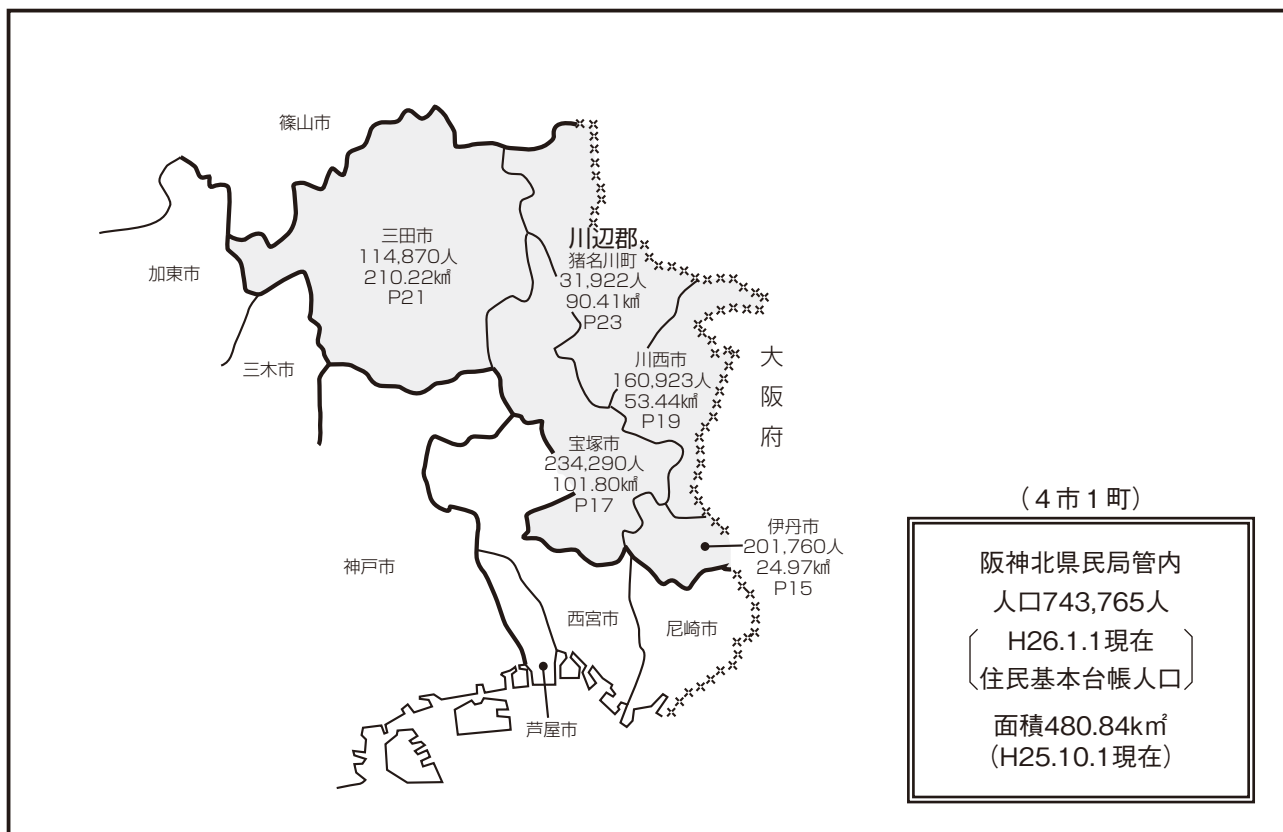 篠山市
三田市
114,870人
210.22㎢
P21
加東市
三木市
川辺郡
猪名川町
31,922人
90.41㎢
P23
川西市
160,923人
53.44㎢
P19
大阪府
宝塚市
234,290人
101.80㎢
P17
伊丹市
201,760人
24.97㎢
P15
神戸市
西宮市
尼崎市
芦屋市
(4市1町)
阪神北県民局管内
人口743,765人
H26.1.1現在
住民基本台帳人口
面積480.84k㎡
(H25.10.1現在)